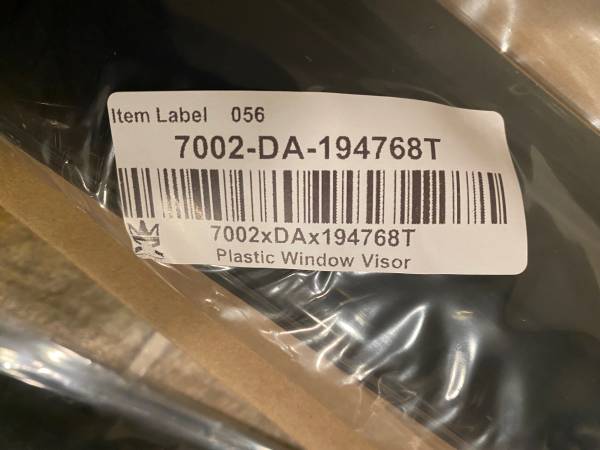 Item Label 056
7002-DA-194768T
7002xDAx194768T
Plastic Window Visor